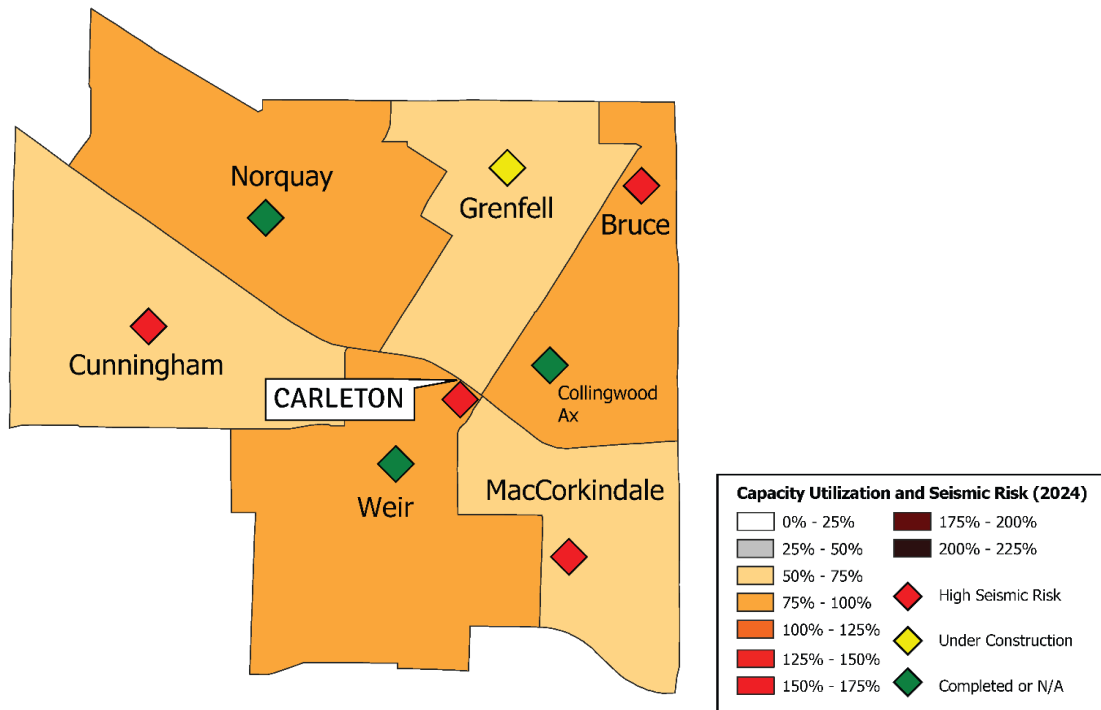 Norquay
Grenfell
Bruce
Cunningham
CARLETON
Collingwood
Ax
Weir
MacCorkindale
Capacity Utilization and Seismic Risk (2024)
0% - 25%
25% - 50%
50% - 75%
75% - 100%
100% - 125%
125% - 150%
150% - 175%
175% - 200%
200% - 225%
High Seismic Risk
Under Construction
Completed or N/A